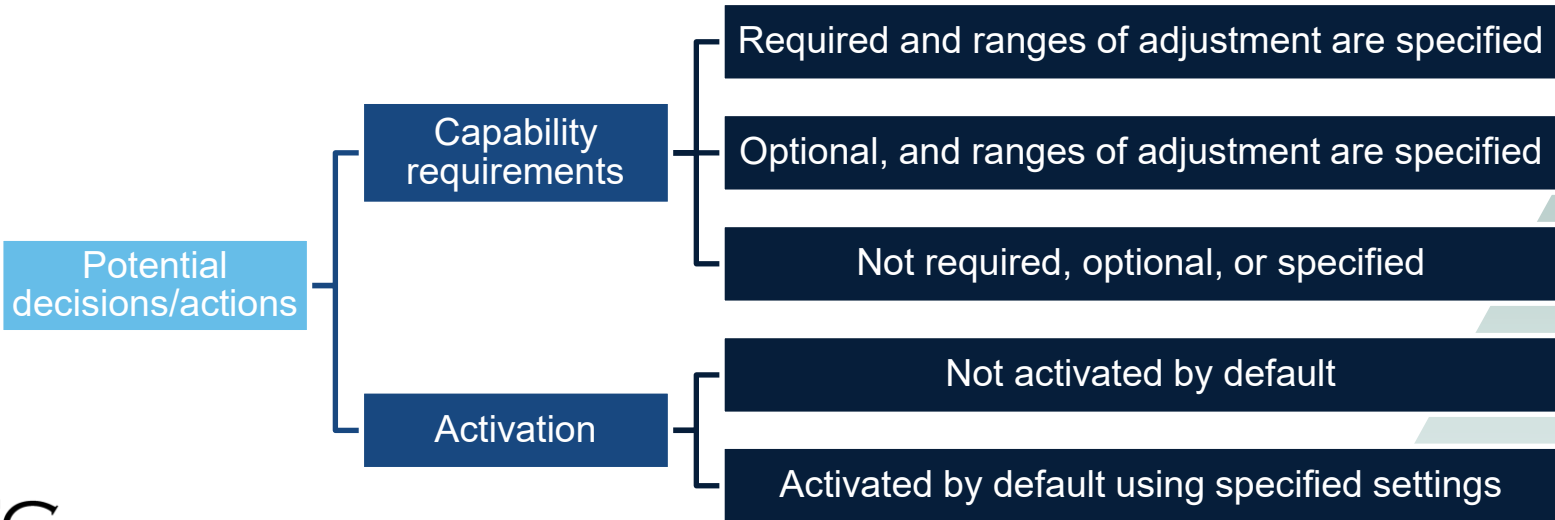 Required and ranges of adjustment are specified
Capability
requirements
Optional, and ranges of adjustment are specified
Not required, optional, or specified
Potential
decisions/actions
Not activated by default
Activation
Activated by default using specified settings